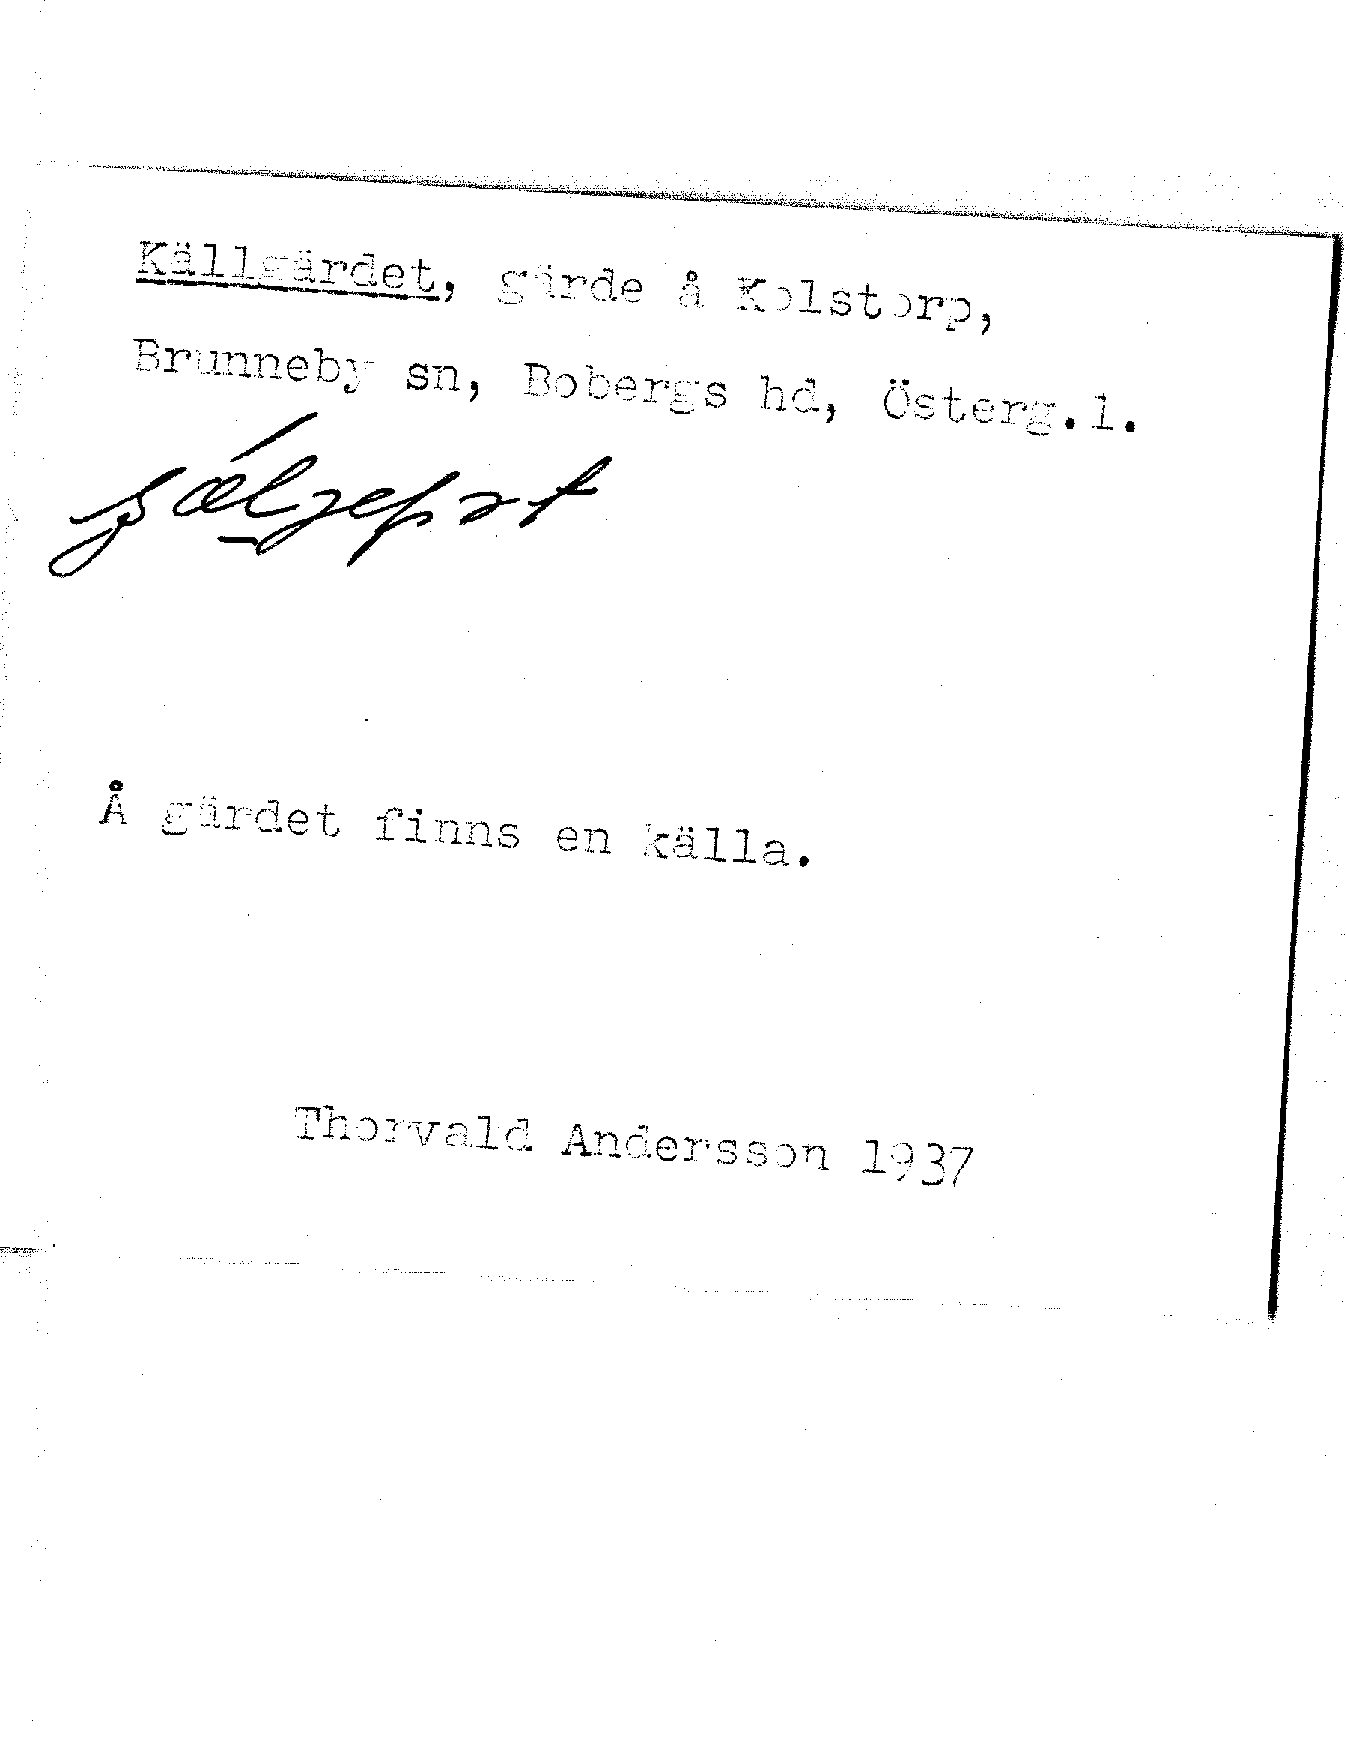 Källgärdet, gärde å Kolstorp,
Brunneby sn, Bobergs hd, Österg.l.
Å gärdet finns en källa.
Thorvald Andersson 1937